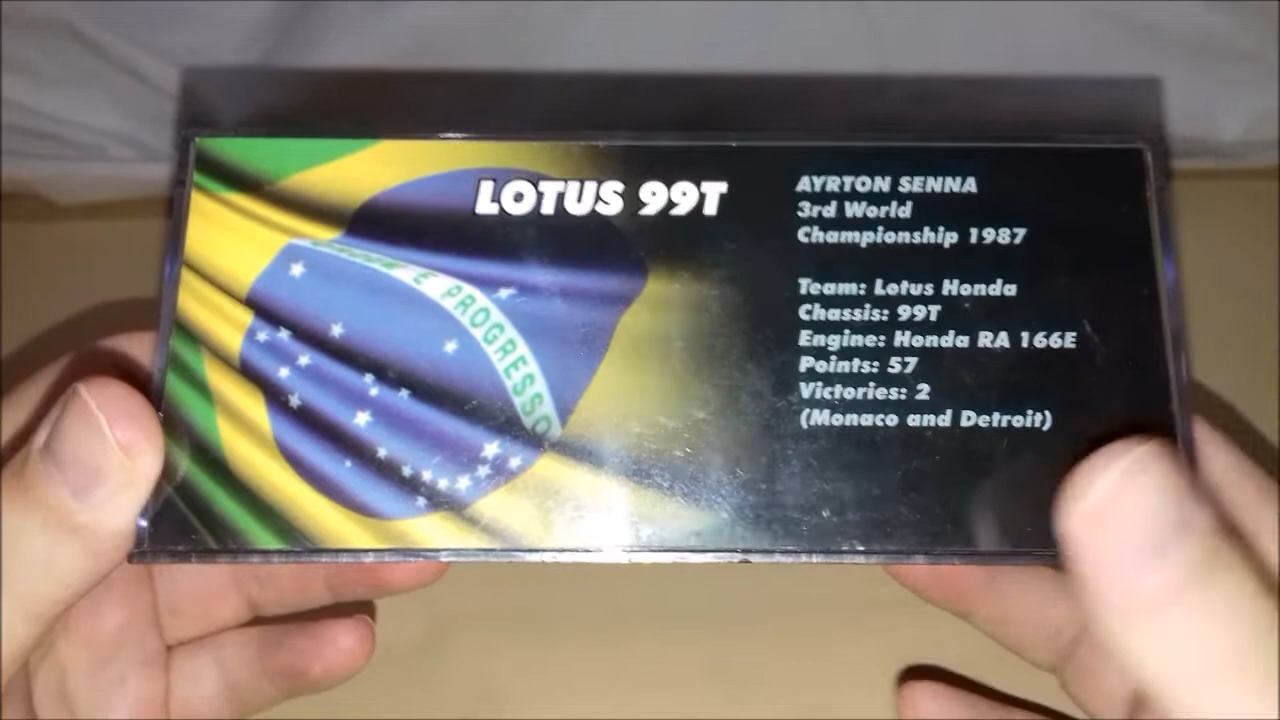 LOTUS 99T
E PROGRESSO
AYRTON SENNA
3rd World
Championship 1987
Team: Lotus Honda
Chassis: 99T
Engine: Honda RA 166E
Points: 57
Victories: 2
(Monaco and Detroit)